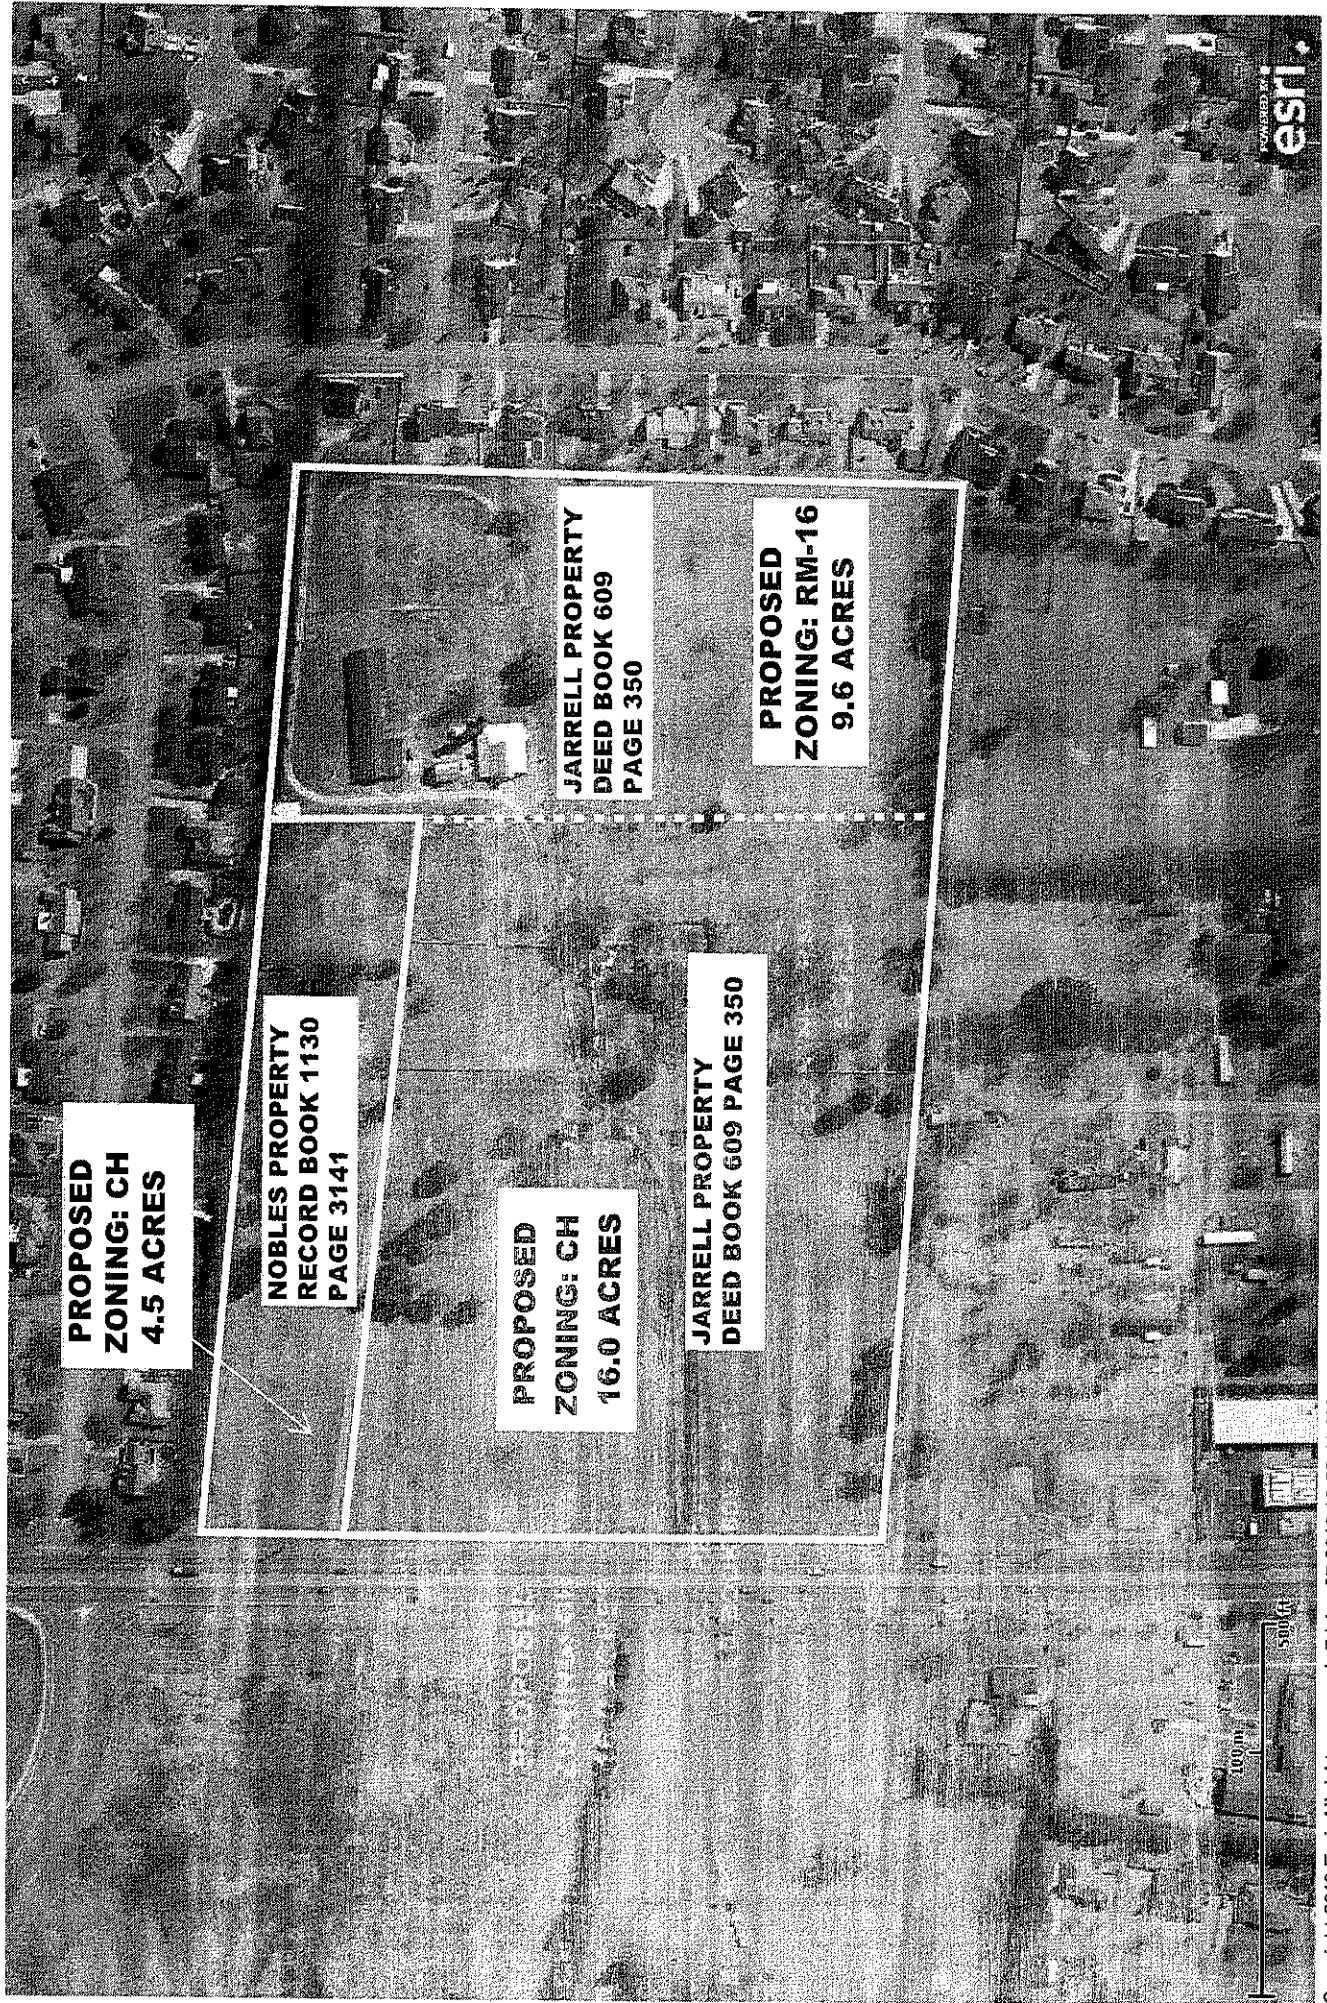 PROPOSED
ZONING: CH
4.5 ACRES
NOBLES PROPERTY
RECORD BOOK 1130
PAGE 3141
PROPOSED
ZONING: CH
16.0 ACRES
JARRELL PROPERTY
DEED BOOK 609 PAGE 350
JARRELL PROPERTY
DEED BOOK 609
PAGE 350
PROPOSED
ZONING: RM-16
9.6 ACRES
100 m
500 ft
POWERED BY
esri